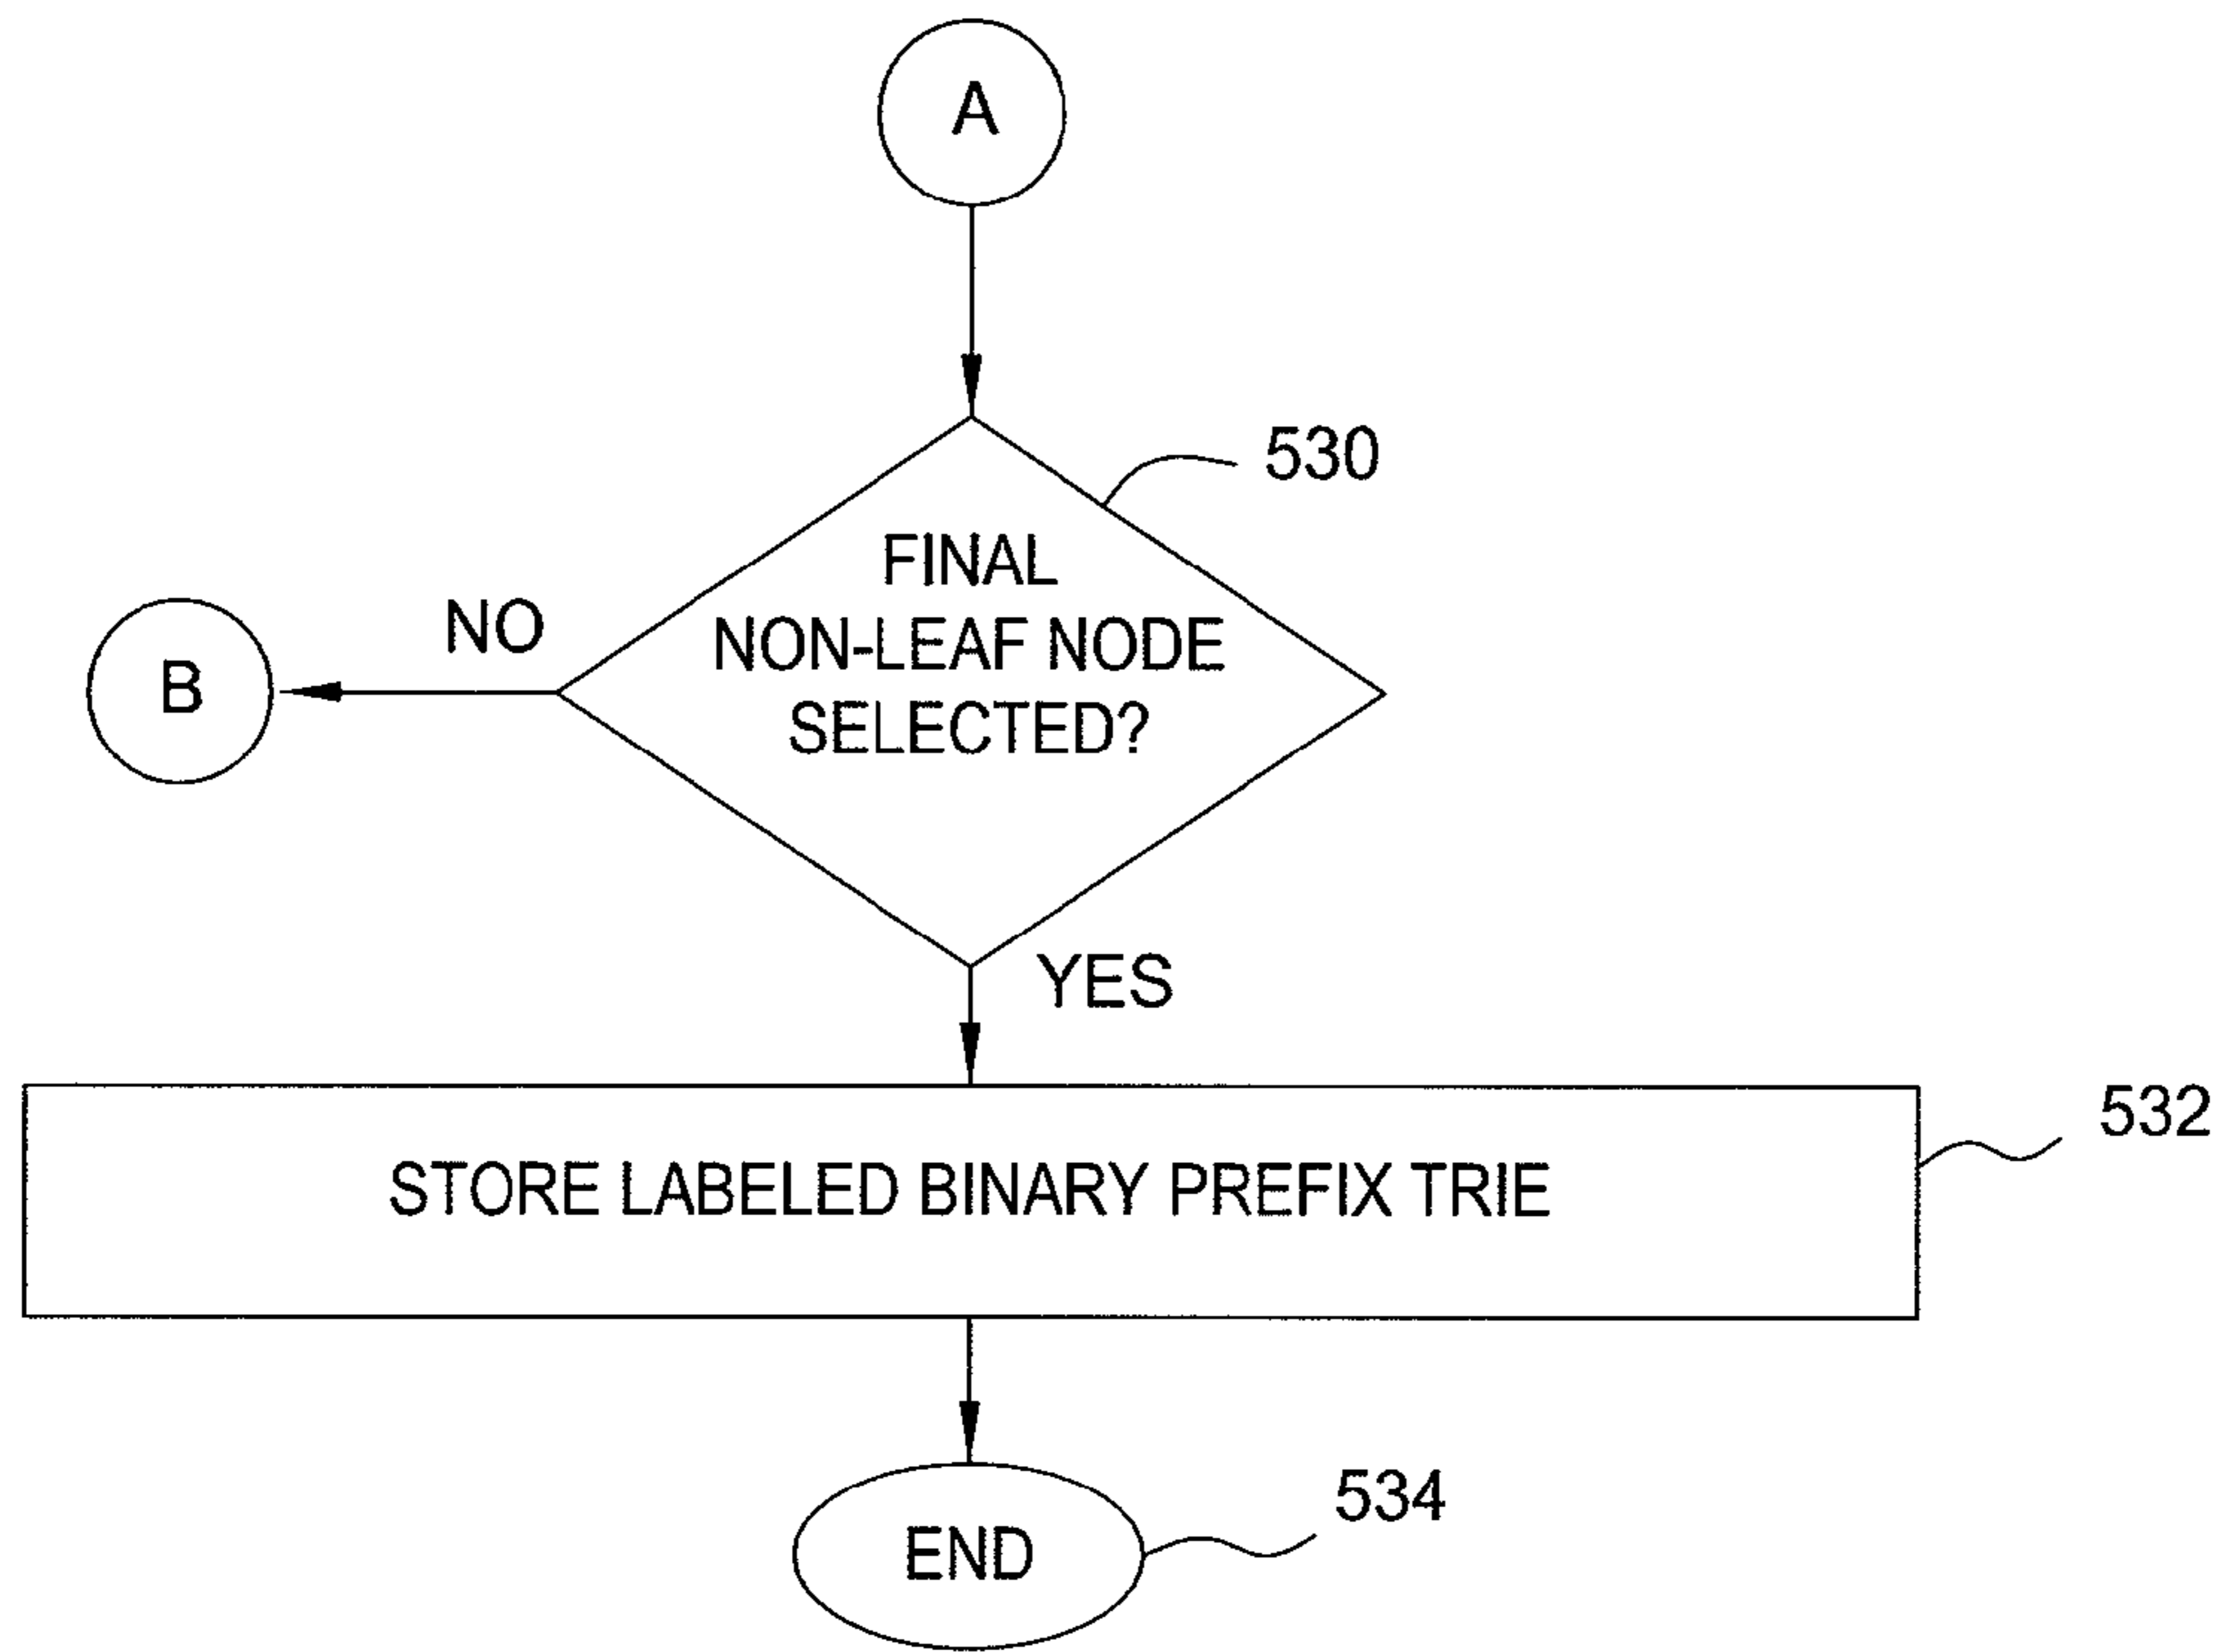 A
530
FINAL
NON-LEAF NODE
SELECTED?
NO
B
YES
532
STORE LABELED BINARY PREFIX TRIE
534
END